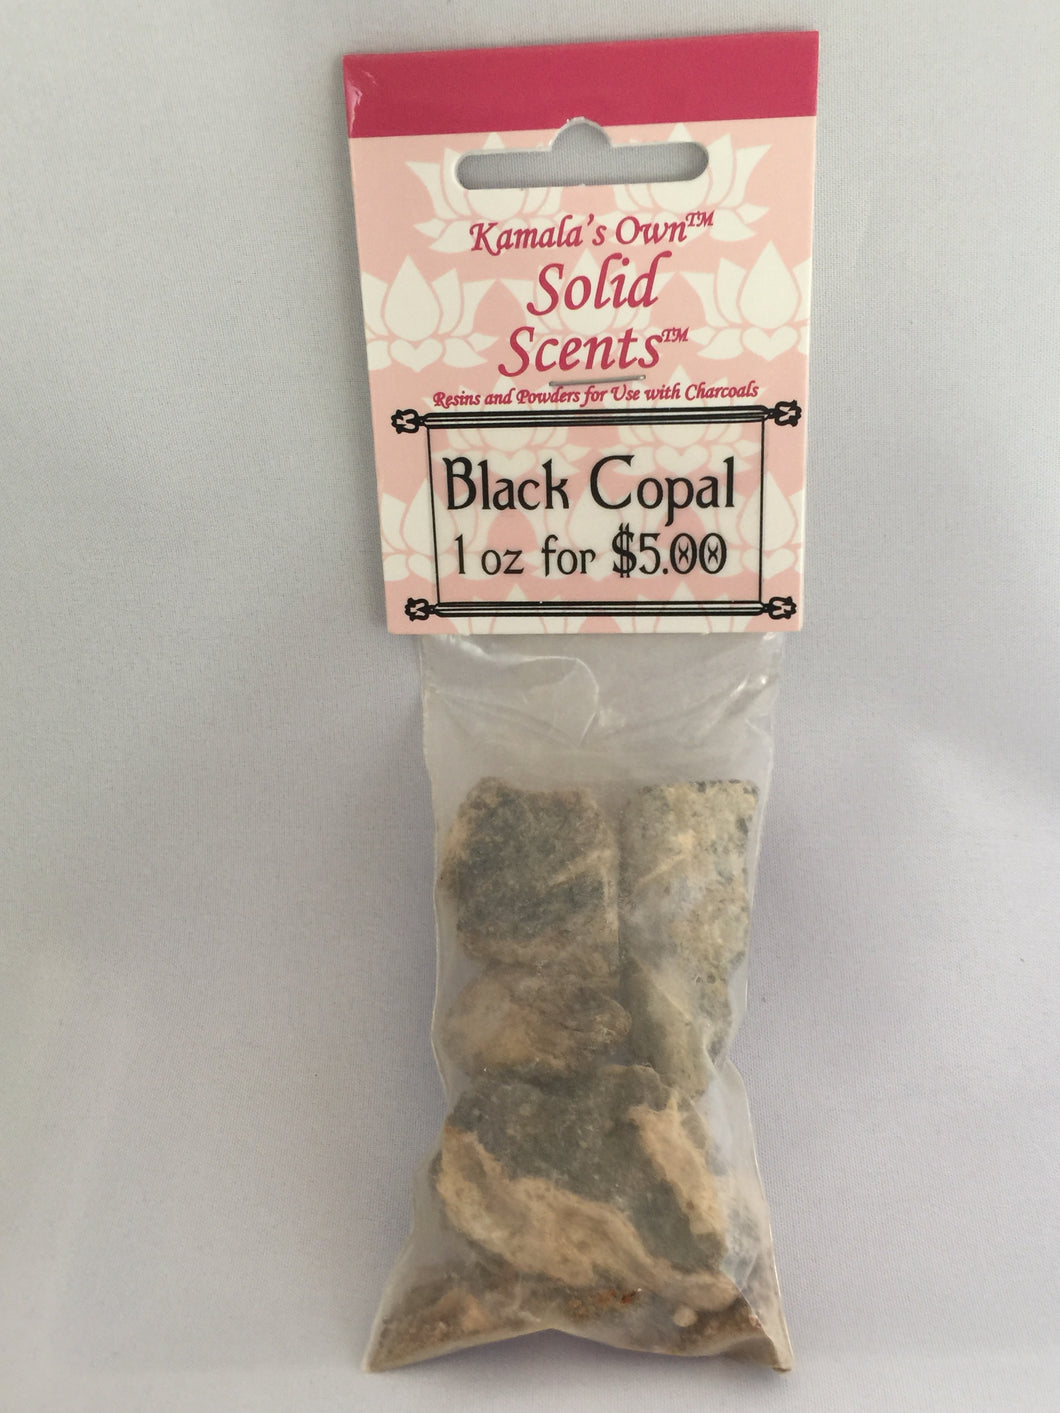 Kamala's Own™
Solid
Scents™
Resins and Powders for Use with Charcoals
Black Copal
1 oz for $5.00